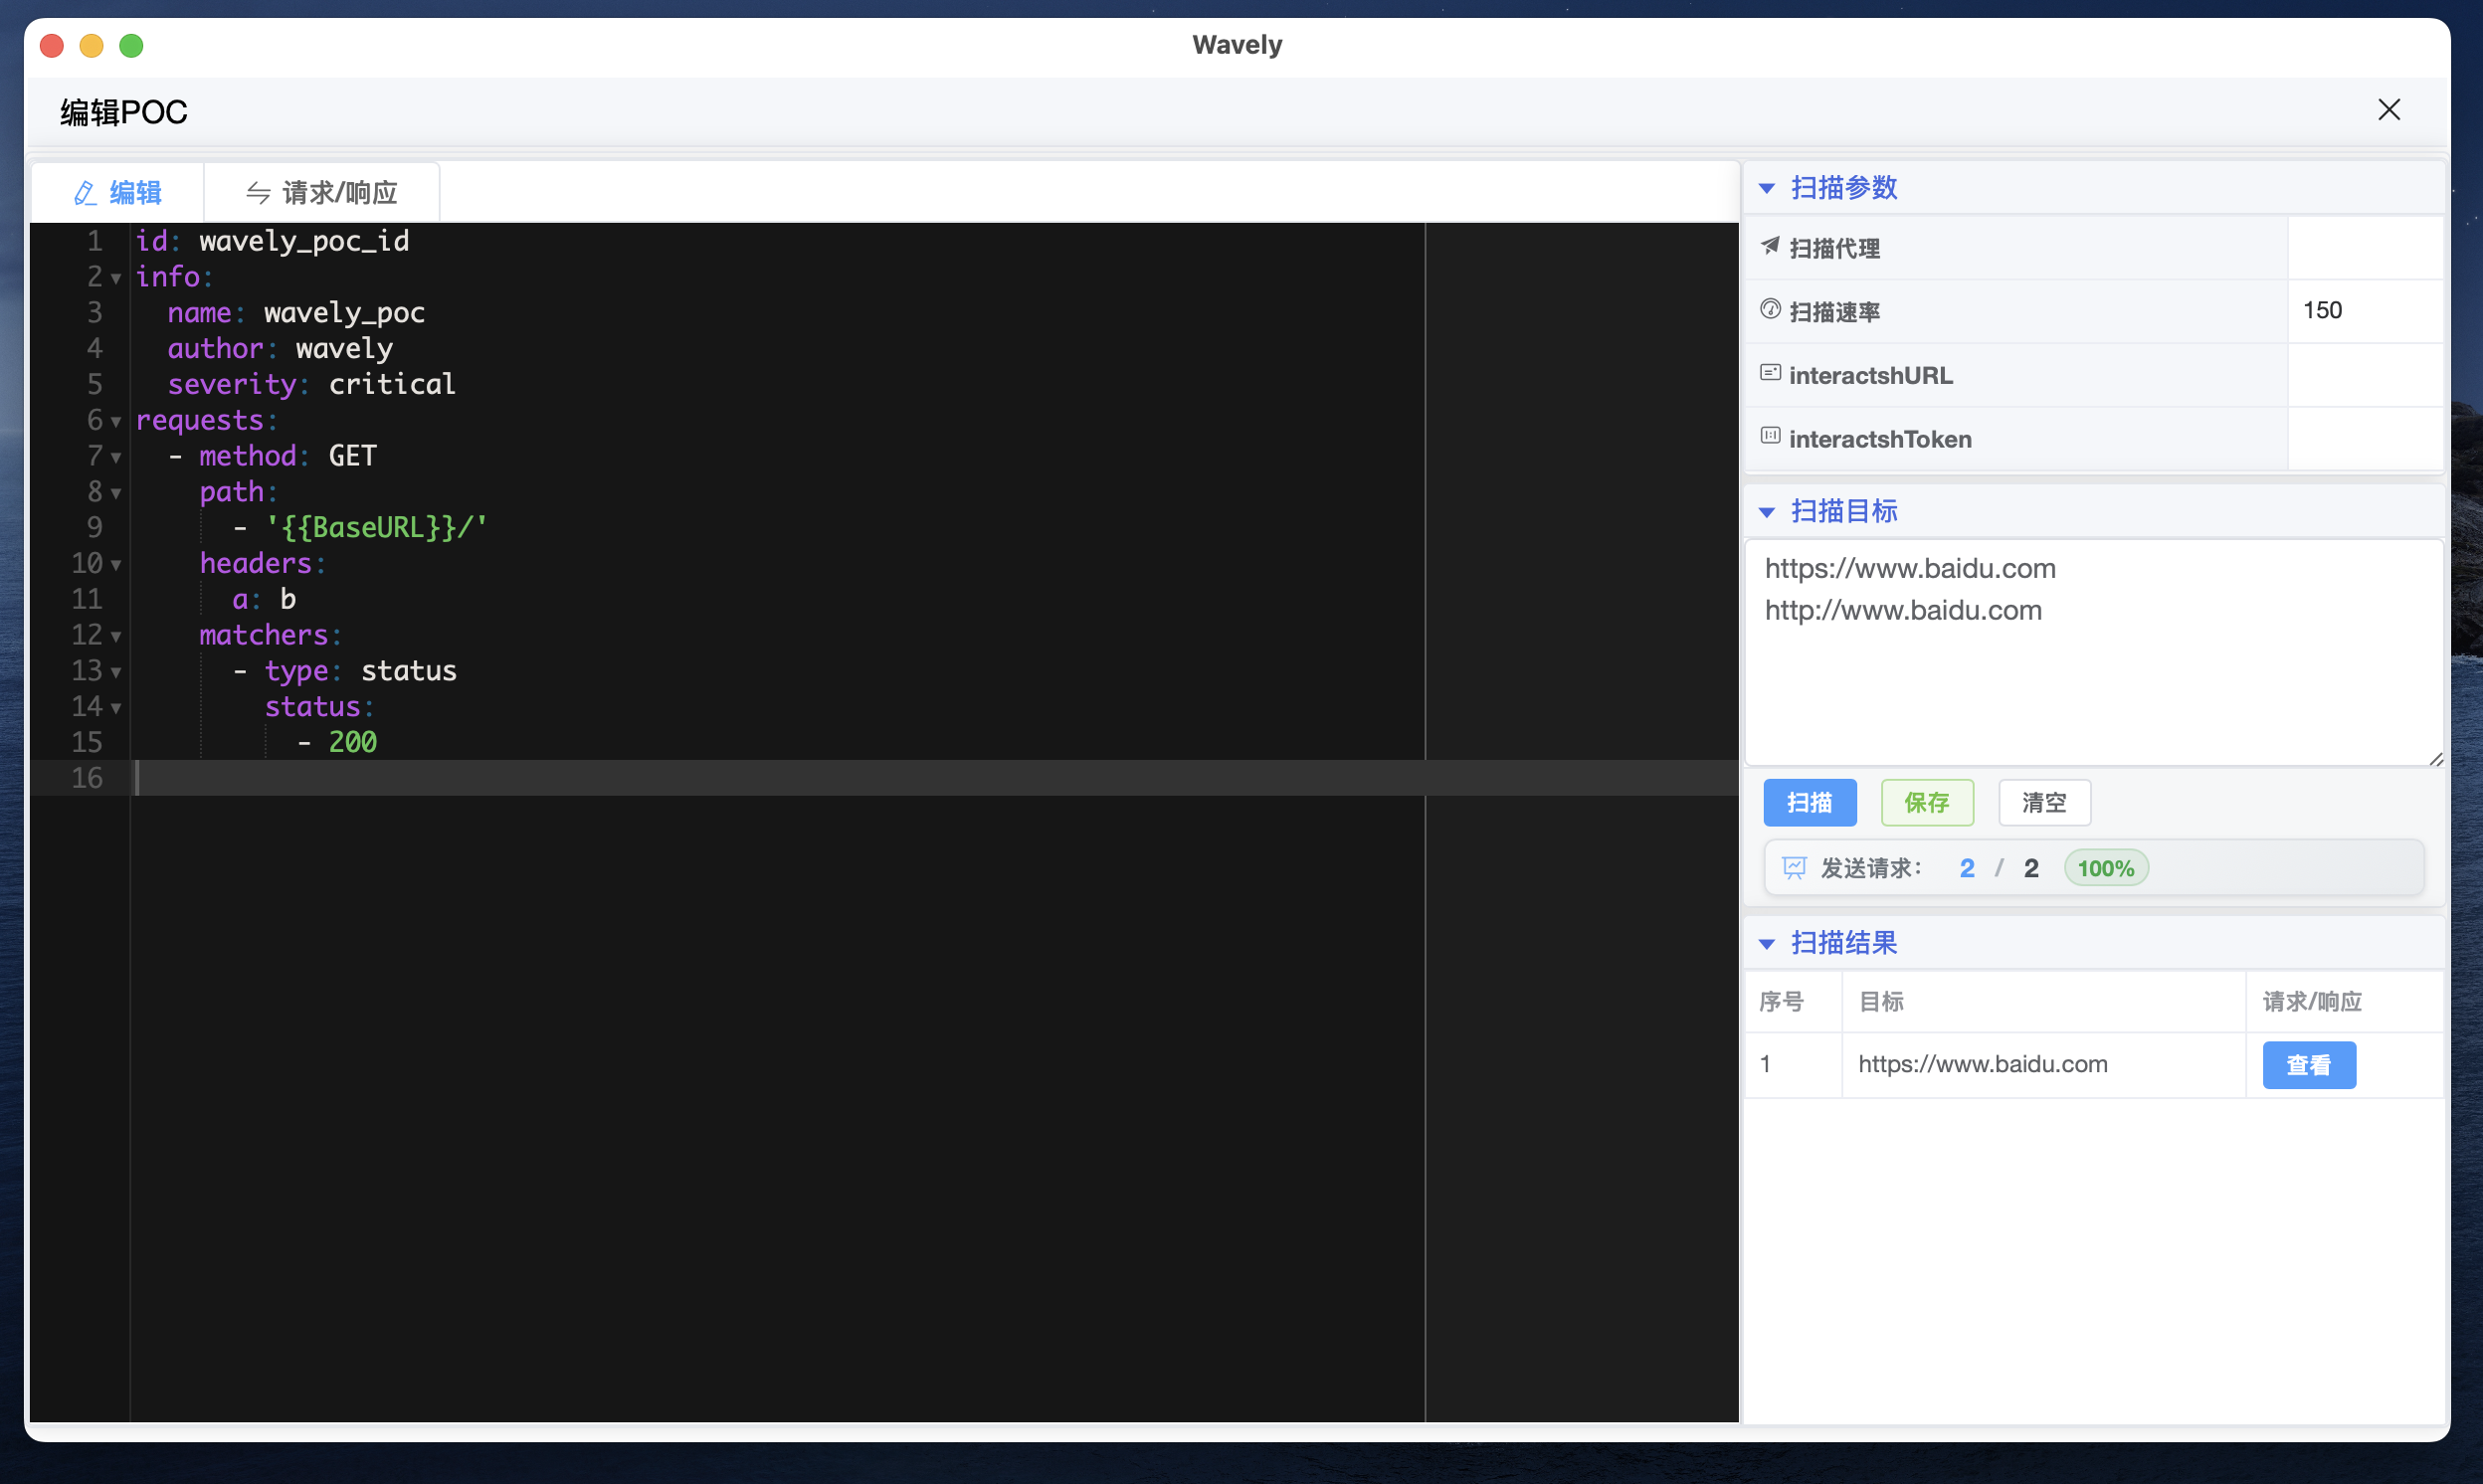 Wavely
编辑POC
编辑
请求/响应
1 id: wavely_poc_id
2 info:
3 name: wavely_poc
4 author: wavely
5 severity: critical
6 requests:
7 - method: GET
8 path:
9 - '{{BaseURL}}/'
10 headers:
11 a: b
12 matchers:
13 - type: status
14 status:
15 - 200
16
扫描参数
扫描代理
扫描速率 150
interactshURL
interactshToken
扫描目标
https://www.baidu.com
http://www.baidu.com
扫描 保存 清空
发送请求: 2 / 2 100%
扫描结果
序号 目标 请求/响应
1 https://www.baidu.com 查看